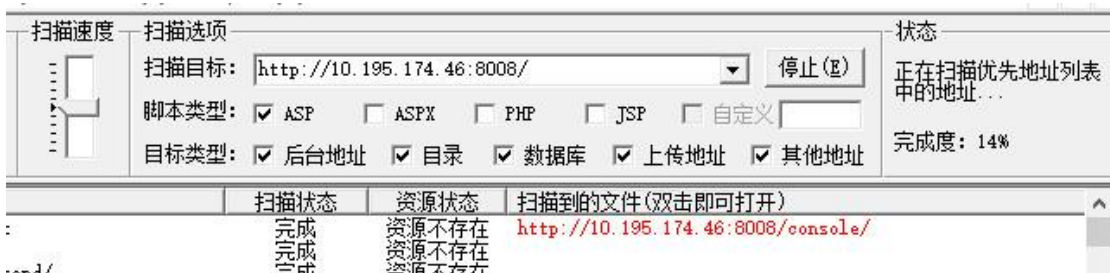 扫描速度
扫描选项
扫描目标: http://10.195.174.46:8008/ 停止(E)
脚本类型: ASP ASPX PHP JSP 自定义
目标类型: 后台地址 目录 数据库 上传地址 其他地址
状态
正在扫描优先地址列表
中的地址...
完成度: 14%
扫描状态 资源状态 扫描到的文件(双击即可打开)
完成 资源不存在 http://10.195.174.46:8008/console/
完成 资源不存在
完成 资源不存在